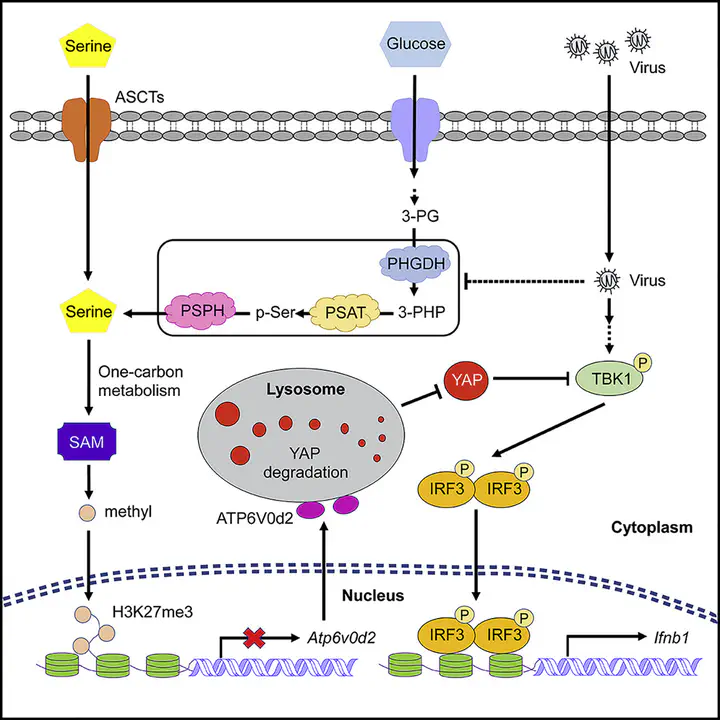 Serine
Glucose
Virus
ASCTs
3-PG
PHGDH
Virus
Serine
PSPH
p-Ser
PSAT
3-PHP
One-carbon
metabolism
Lysosome
YAP
TBK1
P
SAM
YAP
degradation
P
P
IRF3
IRF3
methyl
ATP6V0d2
Cytoplasm
Nucleus
H3K27me3
P
P
Atp6v0d2
IRF3
IRF3
Ifnb1